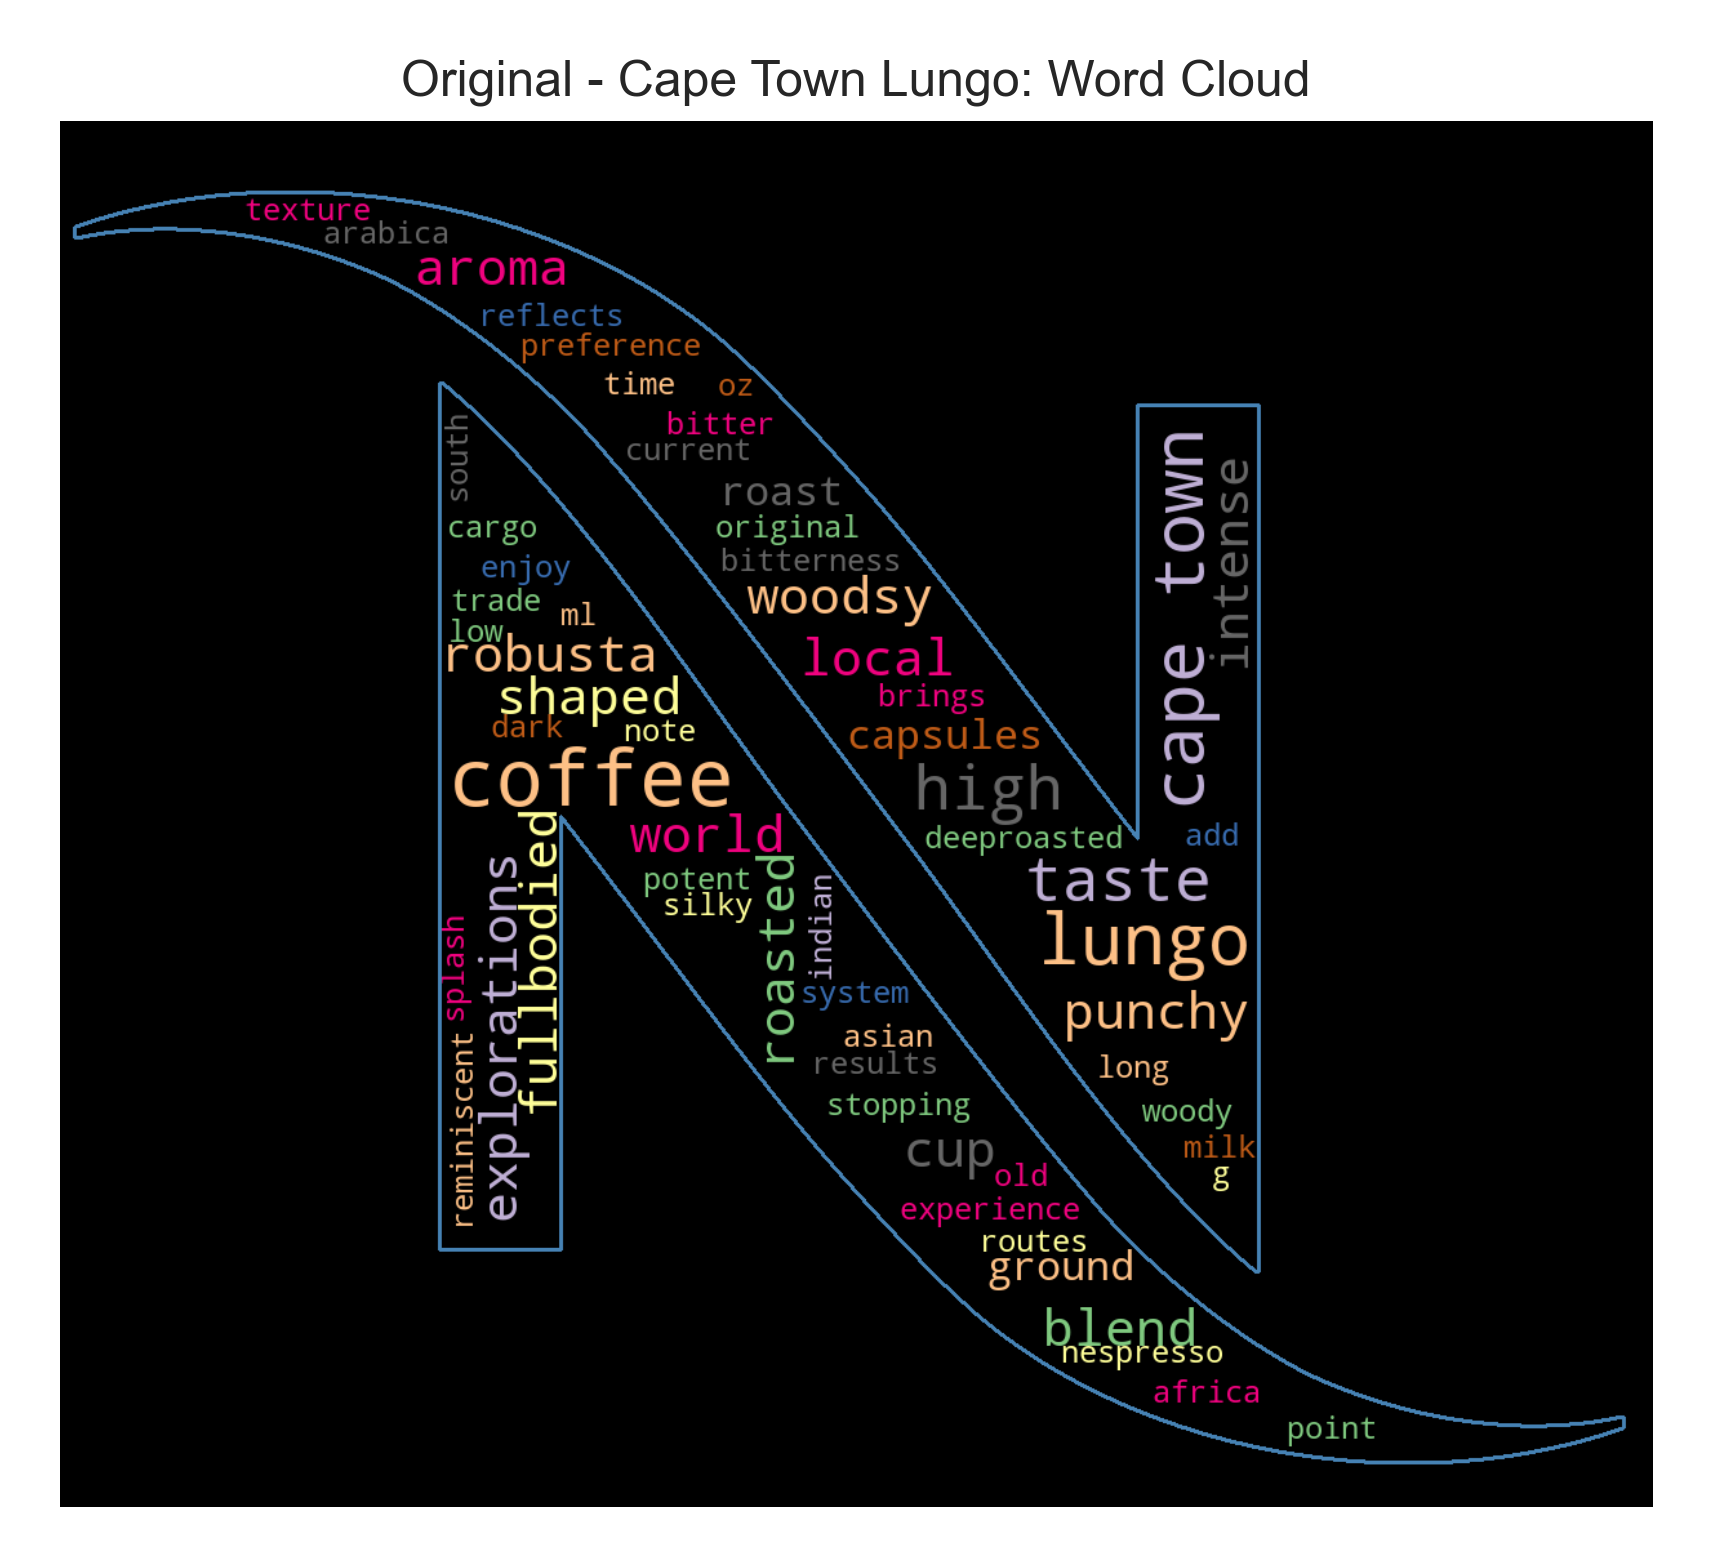 Original - Cape Town Lungo: Word Cloud
texture
arabica
aroma
reflects
preference
time oz
bitter
current
roast
original
bitterness
woodsy
local
brings
capsules
high
deeproasted
cape town
intense
add
taste
lungo
punchy
long
woody
milk
g
south
cargo
enjoy
trade
ml
low
robusta
shaped
dark note
coffee
world
fullbodied
explorations
splash
reminiscent
potent
silky
roasted
indian
system
asian
results
stopping
cup
old
experience
routes
ground
blend
nespresso
africa
point